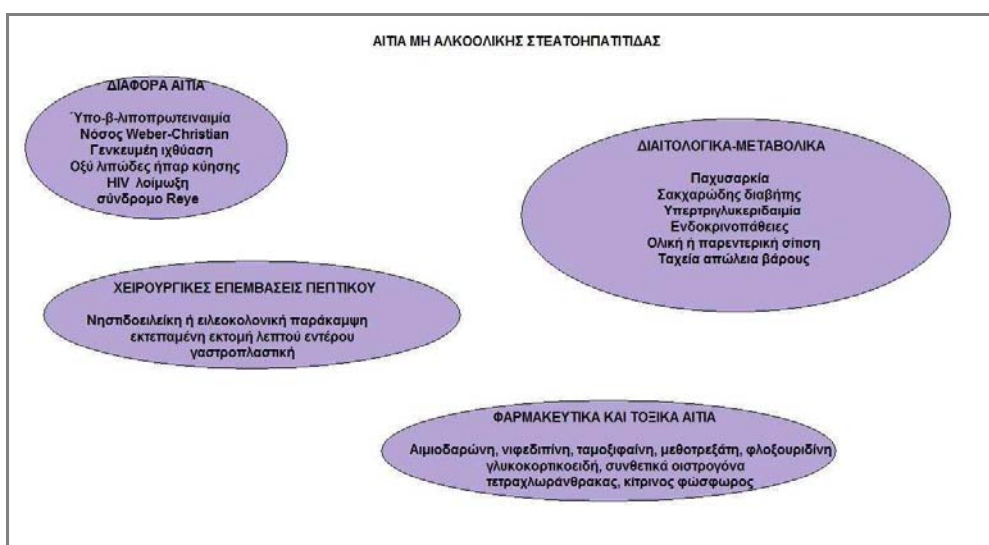 ΑΙΤΙΑ ΜΗ ΑΛΚΟΟΛΙΚΗΣ ΣΤΕΑΤΟΗΠΑΤΙΤΙΔΑΣ
ΔΙΑΦΟΡΑ ΑΙΤΙΑ
Ύπο-β-λιποπρωτειναιμία
Νόσος Weber-Christian
Γενκευμέη ιχθύαση
Οξύ λιπώδες ήπαρ κύησης
HIV λοίμωξη
σύνδρομο Reye
ΔΙΑΙΤΟΛΟΓΙΚΑ-ΜΕΤΑΒΟΛΙΚΑ
Παχυσαρκία
Σακχαρώδης διαβήτης
Υπερτριγλυκεριδαιμία
Ενδοκρινοπάθειες
Ολική ή παρεντερική σίτιση
Ταχεία απώλεια βάρους
ΧΕΙΡΟΥΡΓΙΚΕΣ ΕΠΕΜΒΑΣΕΙΣ ΠΕΠΤΙΚΟΥ
Νηστιδοειλεϊκή ή ειλεοκολονική παράκαμψη
εκτεταμένη εκτομή λεπτού εντέρου
γαστροπλαστική
ΦΑΡΜΑΚΕΥΤΙΚΑ ΚΑΙ ΤΟΞΙΚΑ ΑΙΤΙΑ
Αιμιοδαρώνη, νιφεδιπίνη, ταμοξιφαίνη, μεθοτρεξάτη, φλοξουριδίνη
γλυκοκορτικοειδή, συνθετικά οιστρογόνα
τετραχλωράνθρακας, κίτρινος φώσφωρος